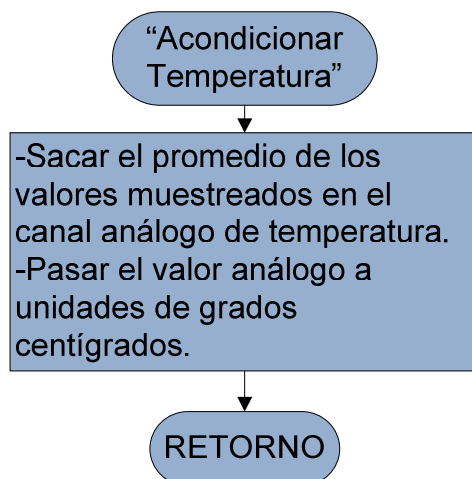 “Acondicionar
Temperatura”
-Sacar el promedio de los
valores muestreados en el
canal análogo de temperatura.
-Pasar el valor análogo a
unidades de grados
centígrados.
RETORNO